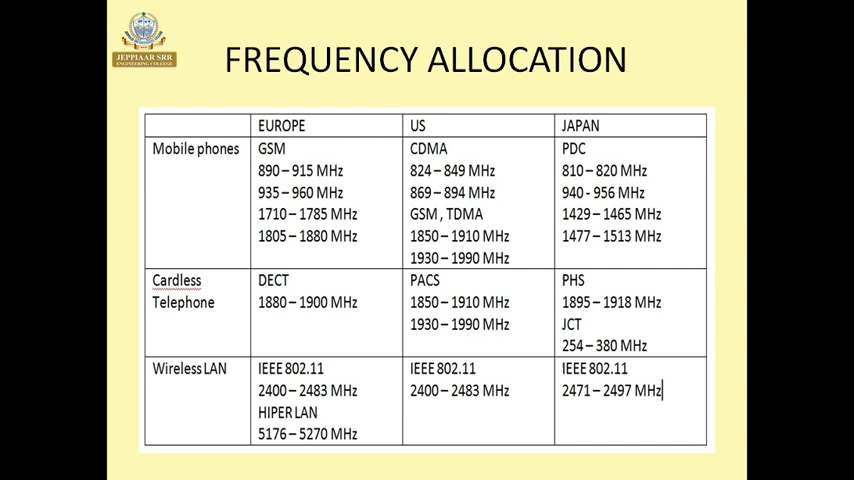 JEPPIAAR SRR
ENGINEERING COLLEGE
FREQUENCY ALLOCATION
EUROPE US JAPAN
Mobile phones GSM CDMA PDC
890 – 915 MHz 824 – 849 MHz 810 – 820 MHz
935 – 960 MHz 869 – 894 MHz 940 - 956 MHz
1710 – 1785 MHz GSM , TDMA 1429 – 1465 MHz
1805 – 1880 MHz 1850 – 1910 MHz 1477 – 1513 MHz
1930 – 1990 MHz
Cardless DECT PACS PHS
Telephone 1880 – 1900 MHz 1850 – 1910 MHz 1895 – 1918 MHz
1930 – 1990 MHz JCT
254 – 380 MHz
Wireless LAN IEEE 802.11 IEEE 802.11 IEEE 802.11
2400 – 2483 MHz 2400 – 2483 MHz 2471 – 2497 MHz
HIPER LAN
5176 – 5270 MHz